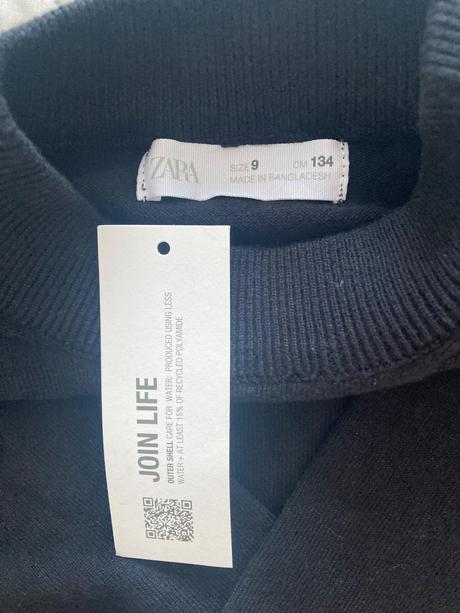 ZARA
SIZE 9 CM 134
MADE IN BANGLADESH
JOIN LIFE
OUTER SHELL CARE FOR WATER: PRODUCED USING LESS
WATER + AT LEAST 15% OF RECYCLED POLYAMIDE